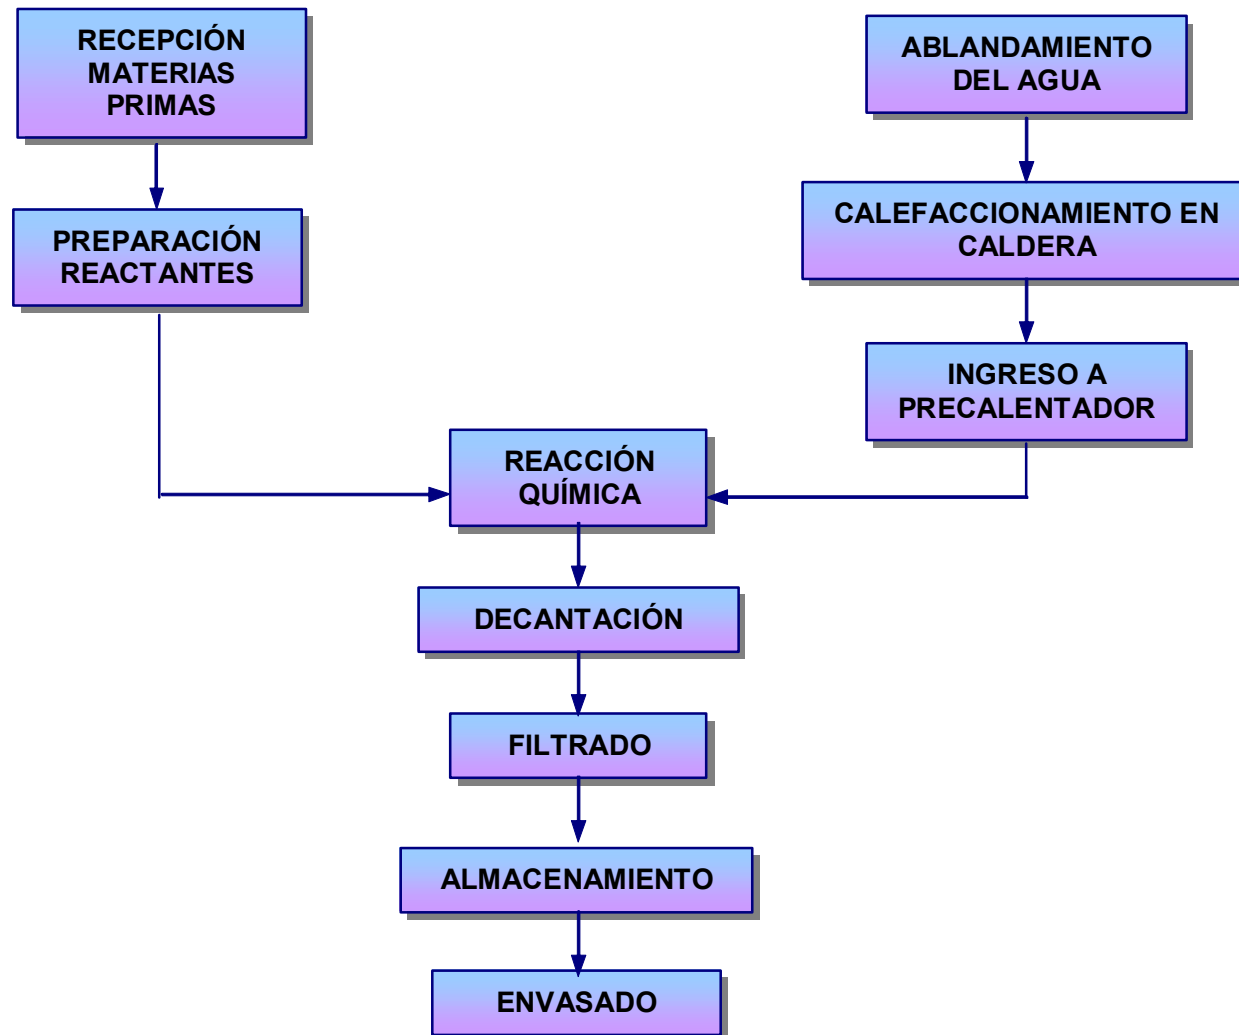 RECEPCIÓN
MATERIAS
PRIMAS
PREPARACIÓN
REACTANTES
ABLANDAMIENTO
DEL AGUA
CALEFACCIONAMIENTO EN
CALDERA
INGRESO A
PRECALENTADOR
REACCIÓN
QUÍMICA
DECANTACIÓN
FILTRADO
ALMACENAMIENTO
ENVASADO